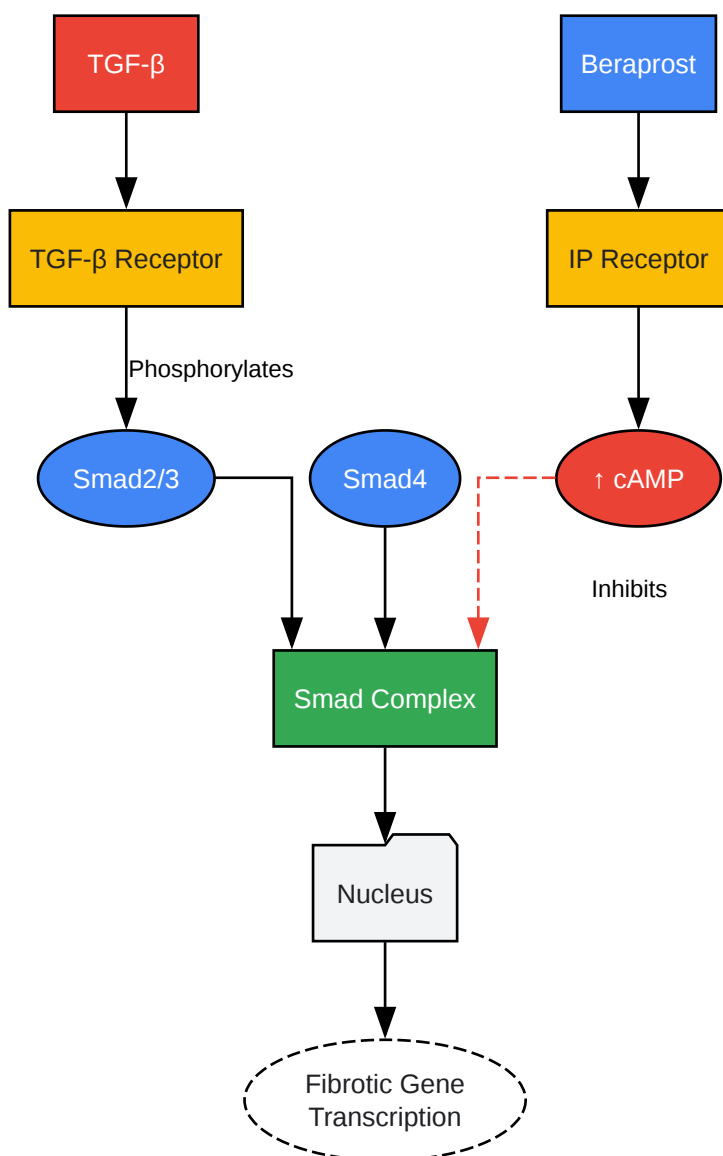 TGF-β
Beraprost
TGF-β Receptor
IP Receptor
Phosphorylates
Smad2/3
Smad4
↑ cAMP
Inhibits
Smad Complex
Nucleus
Fibrotic Gene
Transcription